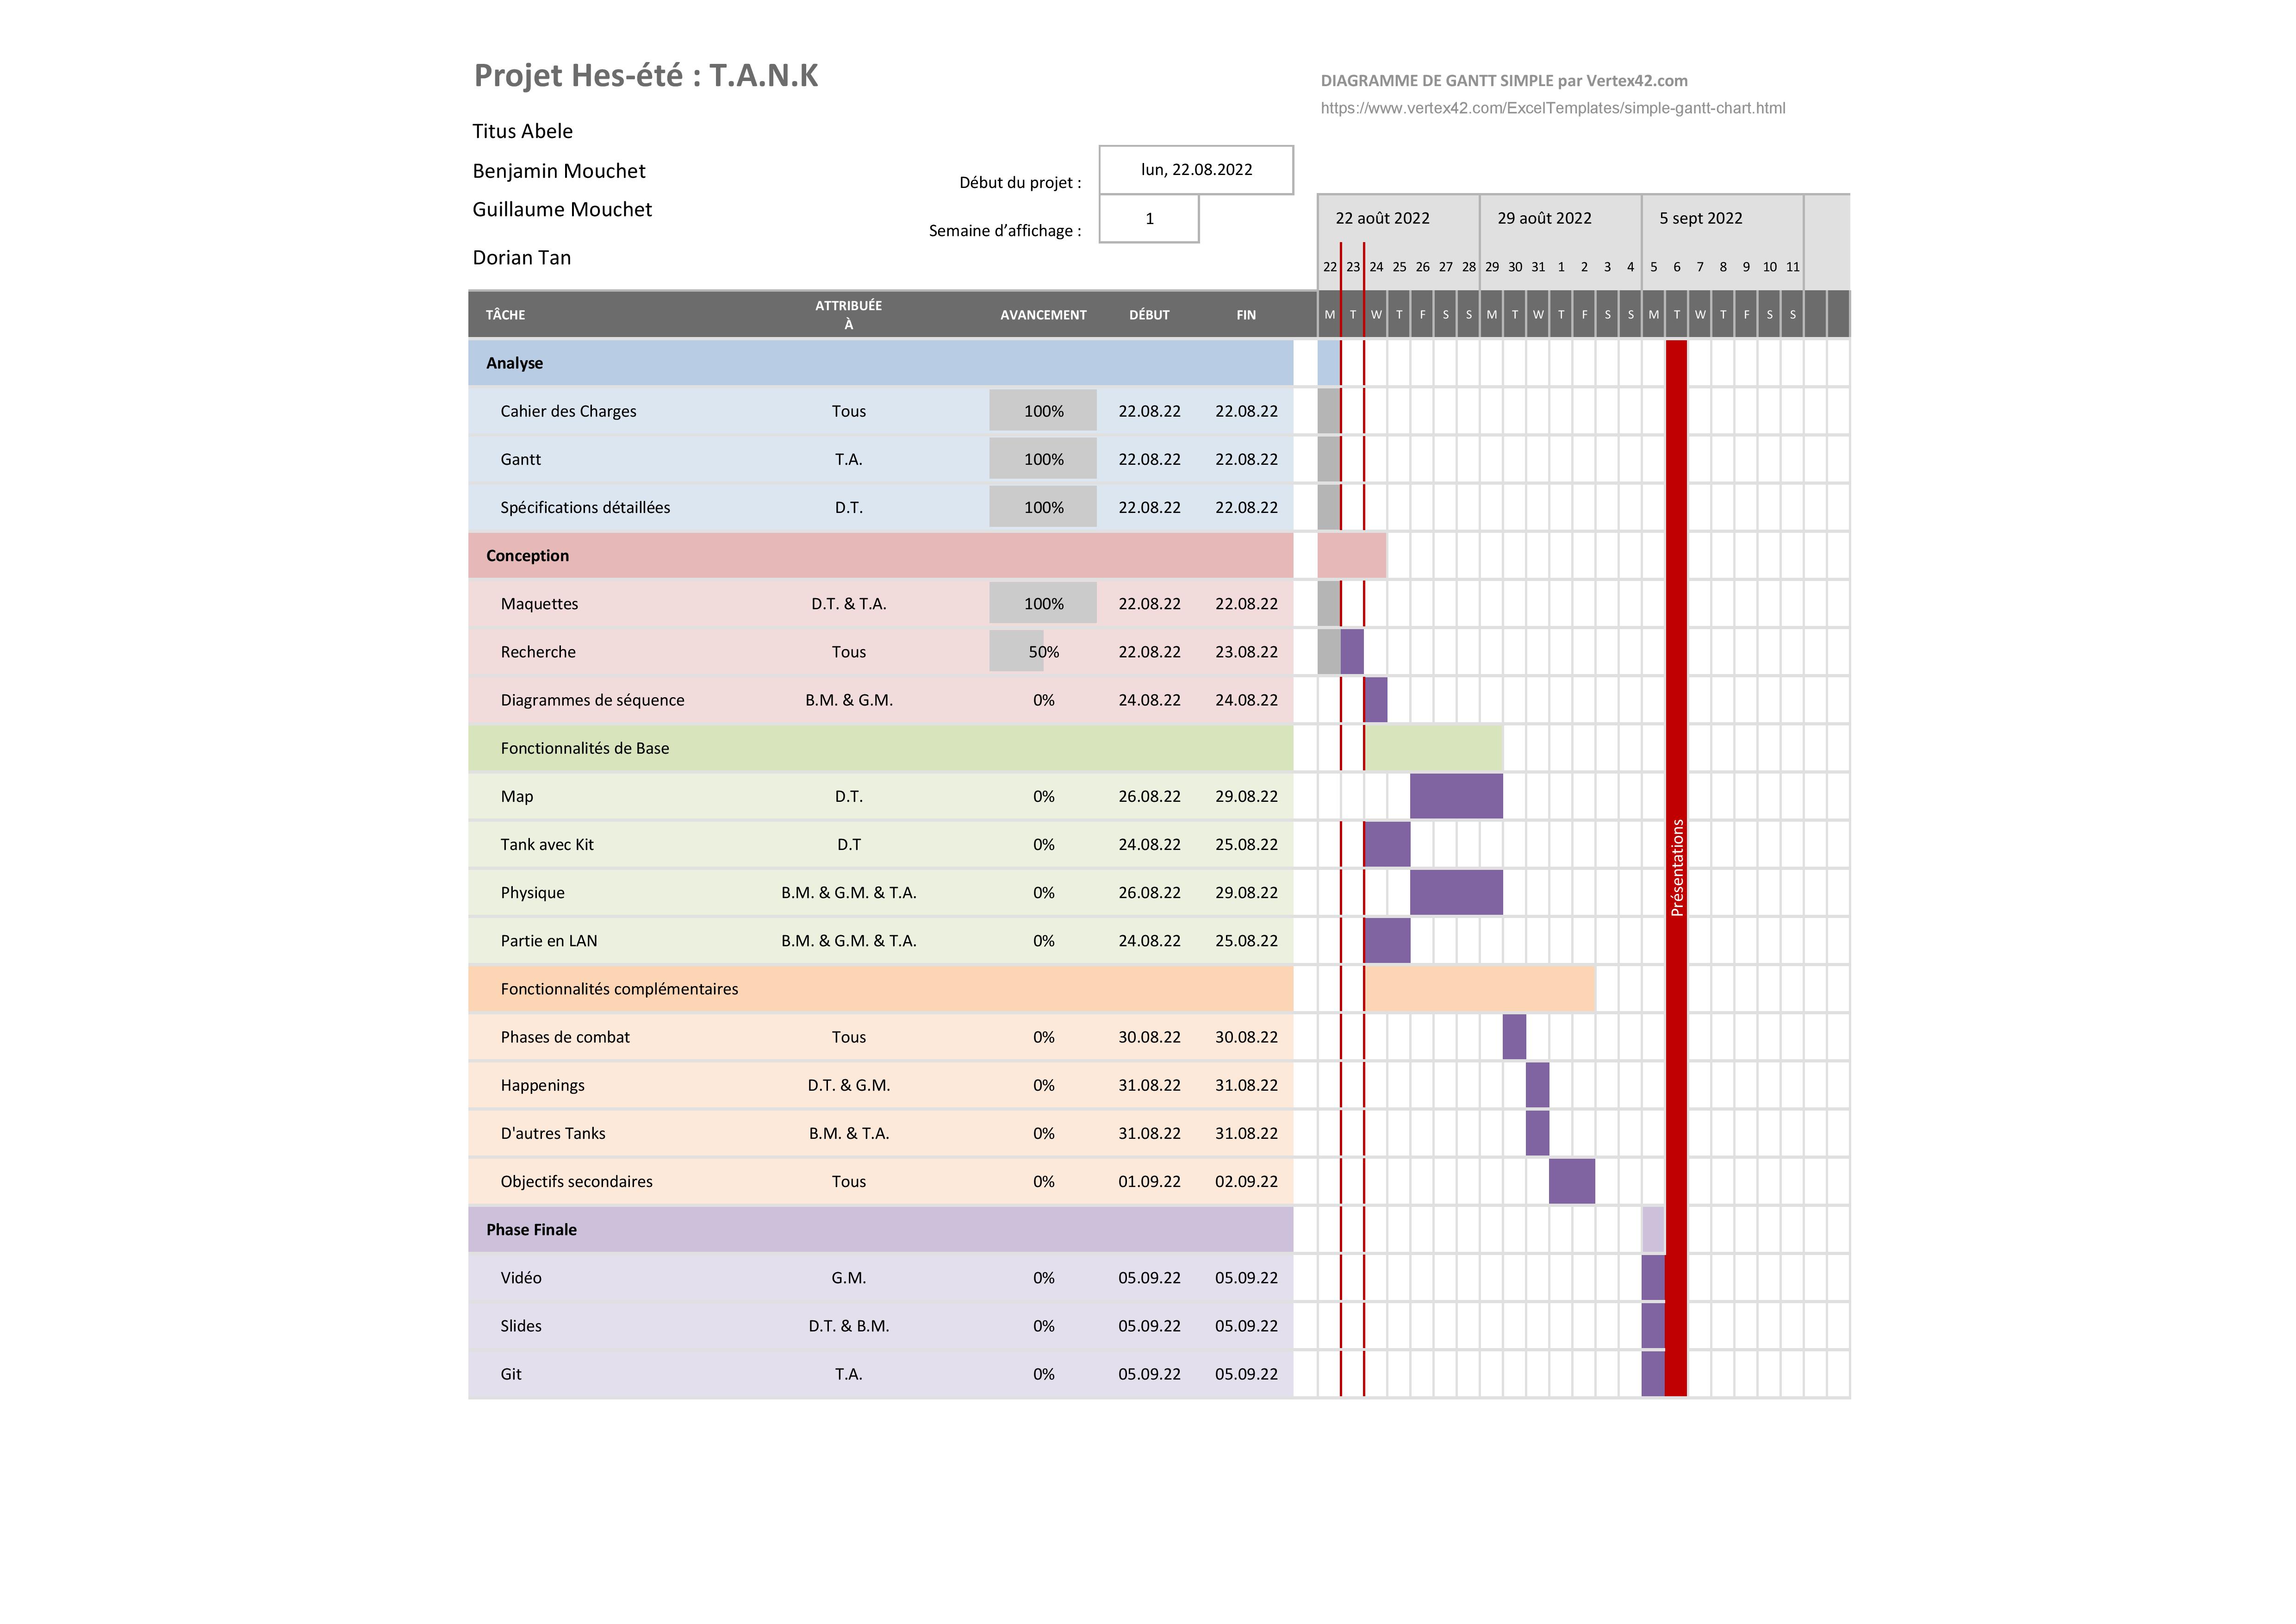 Projet Hes-été : T.A.N.K
DIAGRAMME DE GANTT SIMPLE par Vertex42.com
https://www.vertex42.com/ExcelTemplates/simple-gantt-chart.html
Titus Abele
Benjamin Mouchet
Début du projet : lun, 22.08.2022
Guillaume Mouchet
Semaine d’affichage : 1
22 août 2022 29 août 2022 5 sept 2022
Dorian Tan
22 23 24 25 26 27 28 29 30 31 1 2 3 4 5 6 7 8 9 10 11
TÂCHE ATTRIBUÉE À AVANCEMENT DÉBUT FIN M T W T F S S M T W T F S S M T W T F S S
Analyse
Cahier des Charges Tous 100% 22.08.22 22.08.22
Gantt T.A. 100% 22.08.22 22.08.22
Spécifications détaillées D.T. 100% 22.08.22 22.08.22
Conception
Maquettes D.T. & T.A. 100% 22.08.22 22.08.22
Recherche Tous 50% 22.08.22 23.08.22
Diagrammes de séquence B.M. & G.M. 0% 24.08.22 24.08.22
Fonctionnalités de Base
Map D.T. 0% 26.08.22 29.08.22
Tank avec Kit D.T 0% 24.08.22 25.08.22
Physique B.M. & G.M. & T.A. 0% 26.08.22 29.08.22
Partie en LAN B.M. & G.M. & T.A. 0% 24.08.22 25.08.22
Fonctionnalités complémentaires
Phases de combat Tous 0% 30.08.22 30.08.22
Happenings D.T. & G.M. 0% 31.08.22 31.08.22
D'autres Tanks B.M. & T.A. 0% 31.08.22 31.08.22
Objectifs secondaires Tous 0% 01.09.22 02.09.22
Phase Finale
Vidéo G.M. 0% 05.09.22 05.09.22
Slides D.T. & B.M. 0% 05.09.22 05.09.22
Git T.A. 0% 05.09.22 05.09.22
Présentations